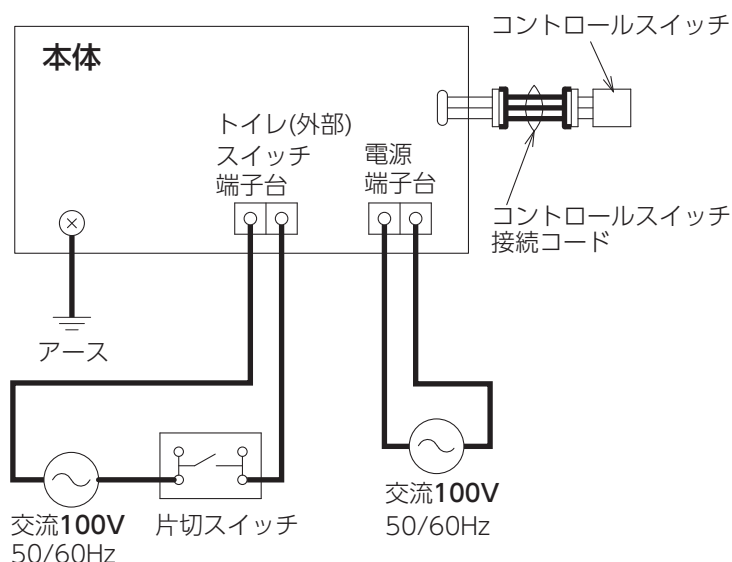 コントロールスイッチ
本体
トイレ(外部)
スイッチ
端子台
電源
端子台
コントロールスイッチ
接続コード
アース
交流100V
50/60Hz
片切スイッチ
交流100V
50/60Hz